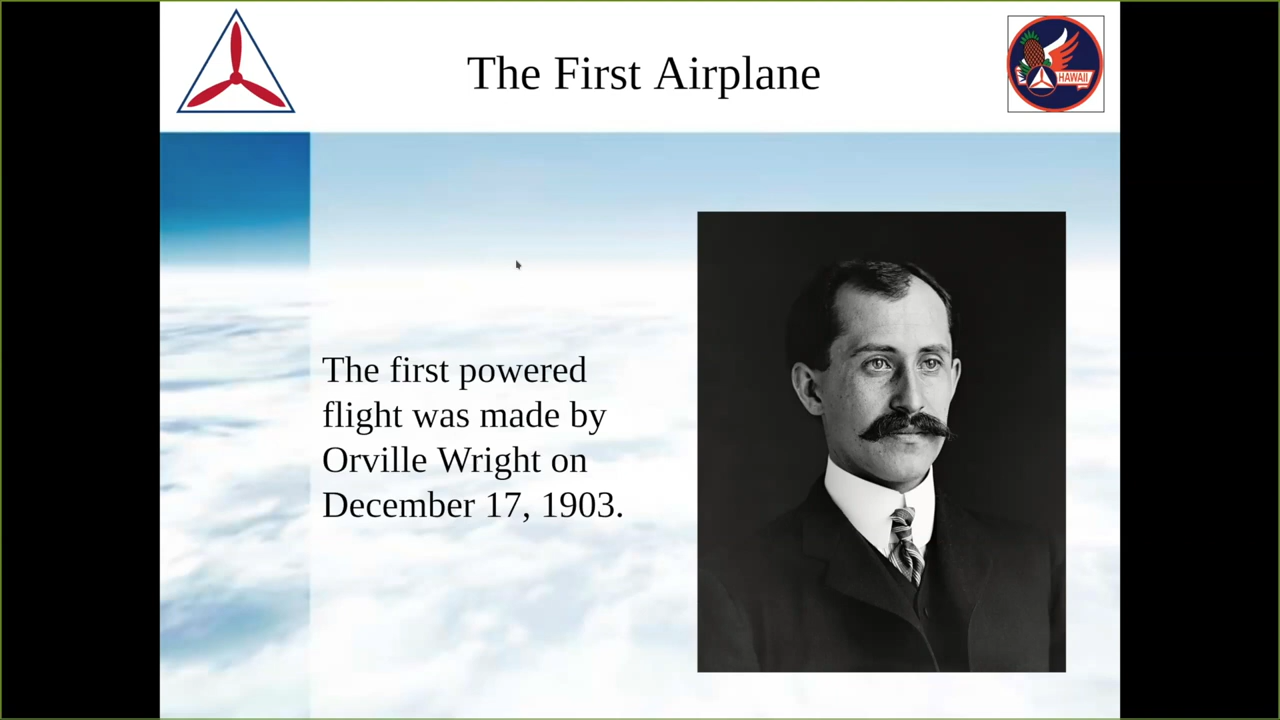 The First Airplane
HAWAII
The first powered
flight was made by
Orville Wright on
December 17, 1903.